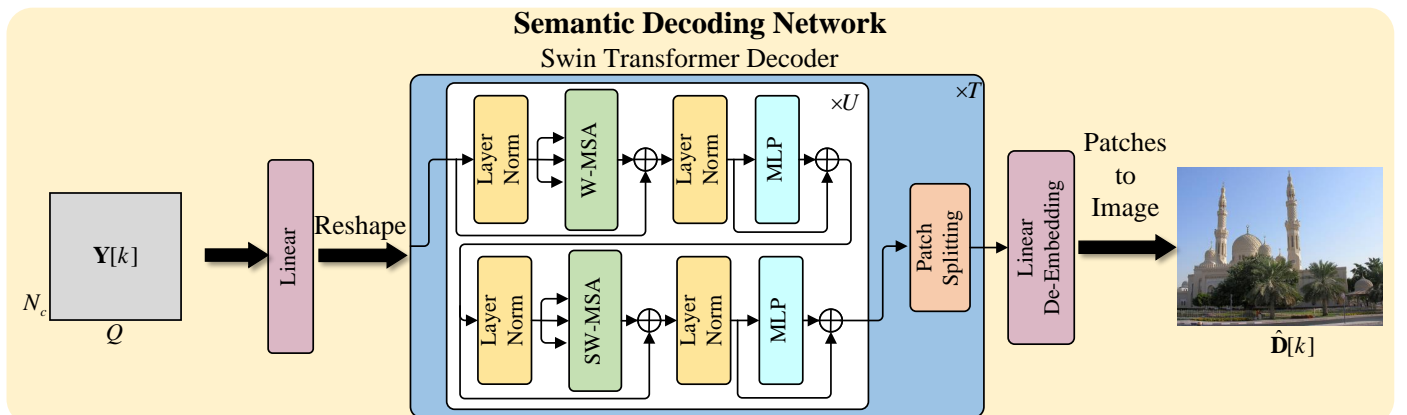 Semantic Decoding Network
Swin Transformer Decoder
×T
×U
Layer
Norm
W-MSA
Layer
Norm
MLP
Layer
Norm
SW-MSA
Layer
Norm
MLP
Y[k]
N_c
Q
Linear
Reshape
Patch
Splitting
Linear
De-Embedding
Patches
to
Image
D̂[k]